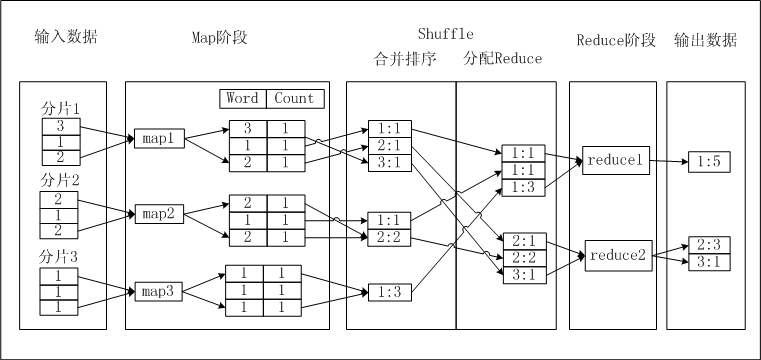 输入数据
Map阶段
Shuffle
合并排序
分配Reduce
Reduce阶段
输出数据
分片1
3
1
2
分片2
2
1
2
分片3
1
1
1
map1
map2
map3
Word Count
3 1
1 1
2 1
2 1
1 1
2 1
1 1
1 1
1 1
1:1
2:1
3:1
1:1
2:2
1:3
1:1
1:1
1:3
2:1
2:2
3:1
reduce1
reduce2
1:5
2:3
3:1